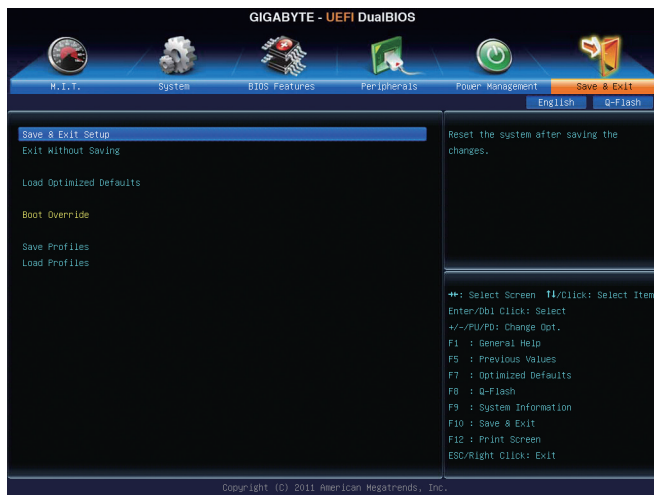 GIGABYTE - UEFI DualBIOS
M.I.T.
System
BIOS Features
Peripherals
Power Management
Save & Exit
English
Q-Flash
Save & Exit Setup
Exit Without Saving
Load Optimized Defaults
Boot Override
Save Profiles
Load Profiles
Reset the system after saving the
changes.
→←: Select Screen ↑↓/Click: Select Item
Enter/Dbl Click: Select
+/-/PU/PD: Change Opt.
F1 : General Help
F5 : Previous Values
F7 : Optimized Defaults
F8 : Q-Flash
F9 : System Information
F10 : Save & Exit
F12 : Print Screen
ESC/Right Click: Exit
Copyright (C) 2011 American Megatrends, Inc.